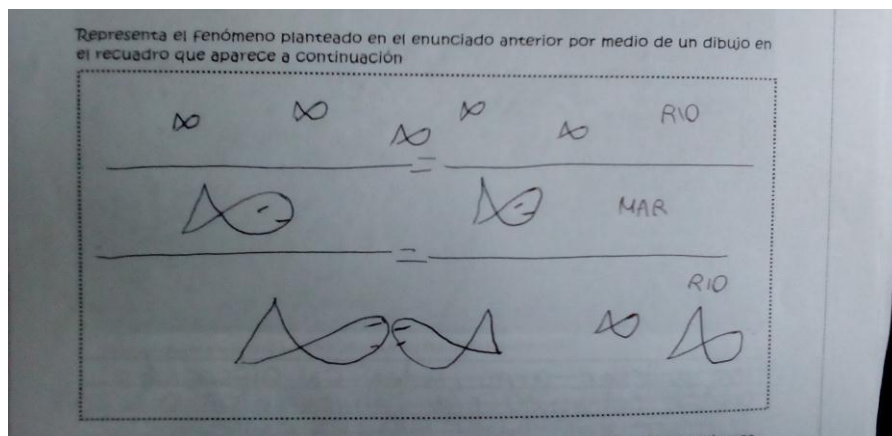 Representa el fenómeno planteado en el enunciado anterior por medio de un dibujo en
el recuadro que aparece a continuación
RIO
MAR
RIO